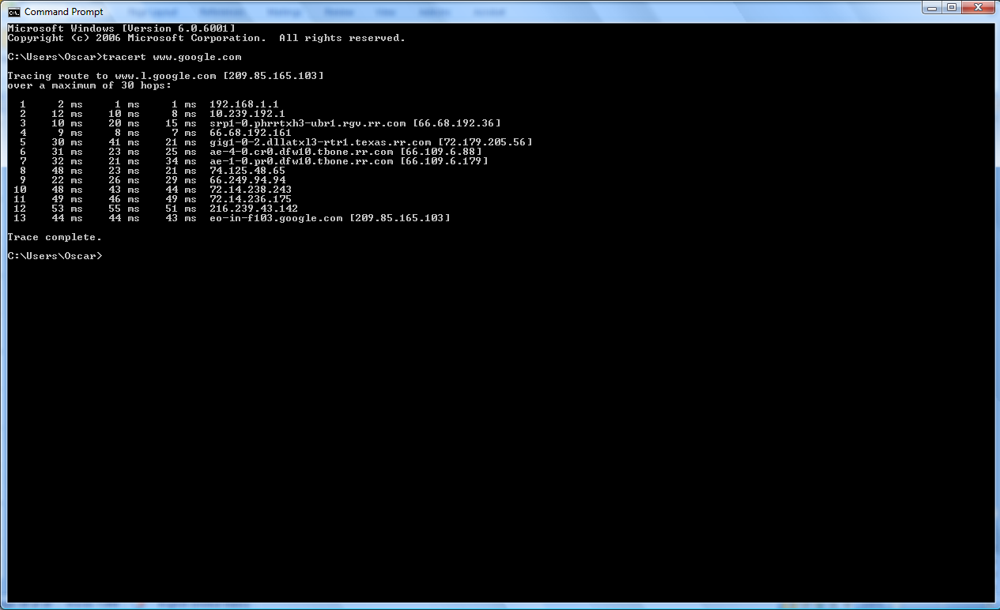 Command Prompt
Microsoft Windows [Version 6.0.6001]
Copyright (c) 2006 Microsoft Corporation.  All rights reserved.
C:\Users\Oscar>tracert www.google.com
Tracing route to www.l.google.com [209.85.165.103]
over a maximum of 30 hops:
  1     2 ms     1 ms     1 ms  192.168.1.1
  2    12 ms    10 ms     8 ms  10.239.192.1
  3    10 ms    20 ms    15 ms  srp1-0.phrrtxh3-ubr1.rgv.rr.com [66.68.192.36]
  4     9 ms     8 ms     7 ms  66.68.192.161
  5    30 ms    41 ms    21 ms  gig1-0-2.dllatxl3-rtr1.texas.rr.com [72.179.205.56]
  6    31 ms    23 ms    25 ms  ae-4-0.cr0.dfw10.tbone.rr.com [66.109.6.88]
  7    32 ms    21 ms    34 ms  ae-1-0.pr0.dfw10.tbone.rr.com [66.109.6.179]
  8    48 ms    23 ms    21 ms  74.125.48.65
  9    22 ms    26 ms    29 ms  66.249.94.94
 10    48 ms    43 ms    44 ms  72.14.238.243
 11    49 ms    46 ms    49 ms  72.14.236.175
 12    53 ms    55 ms    51 ms  216.239.43.142
 13    44 ms    44 ms    43 ms  eo-in-f103.google.com [209.85.165.103]
Trace complete.
C:\Users\Oscar>